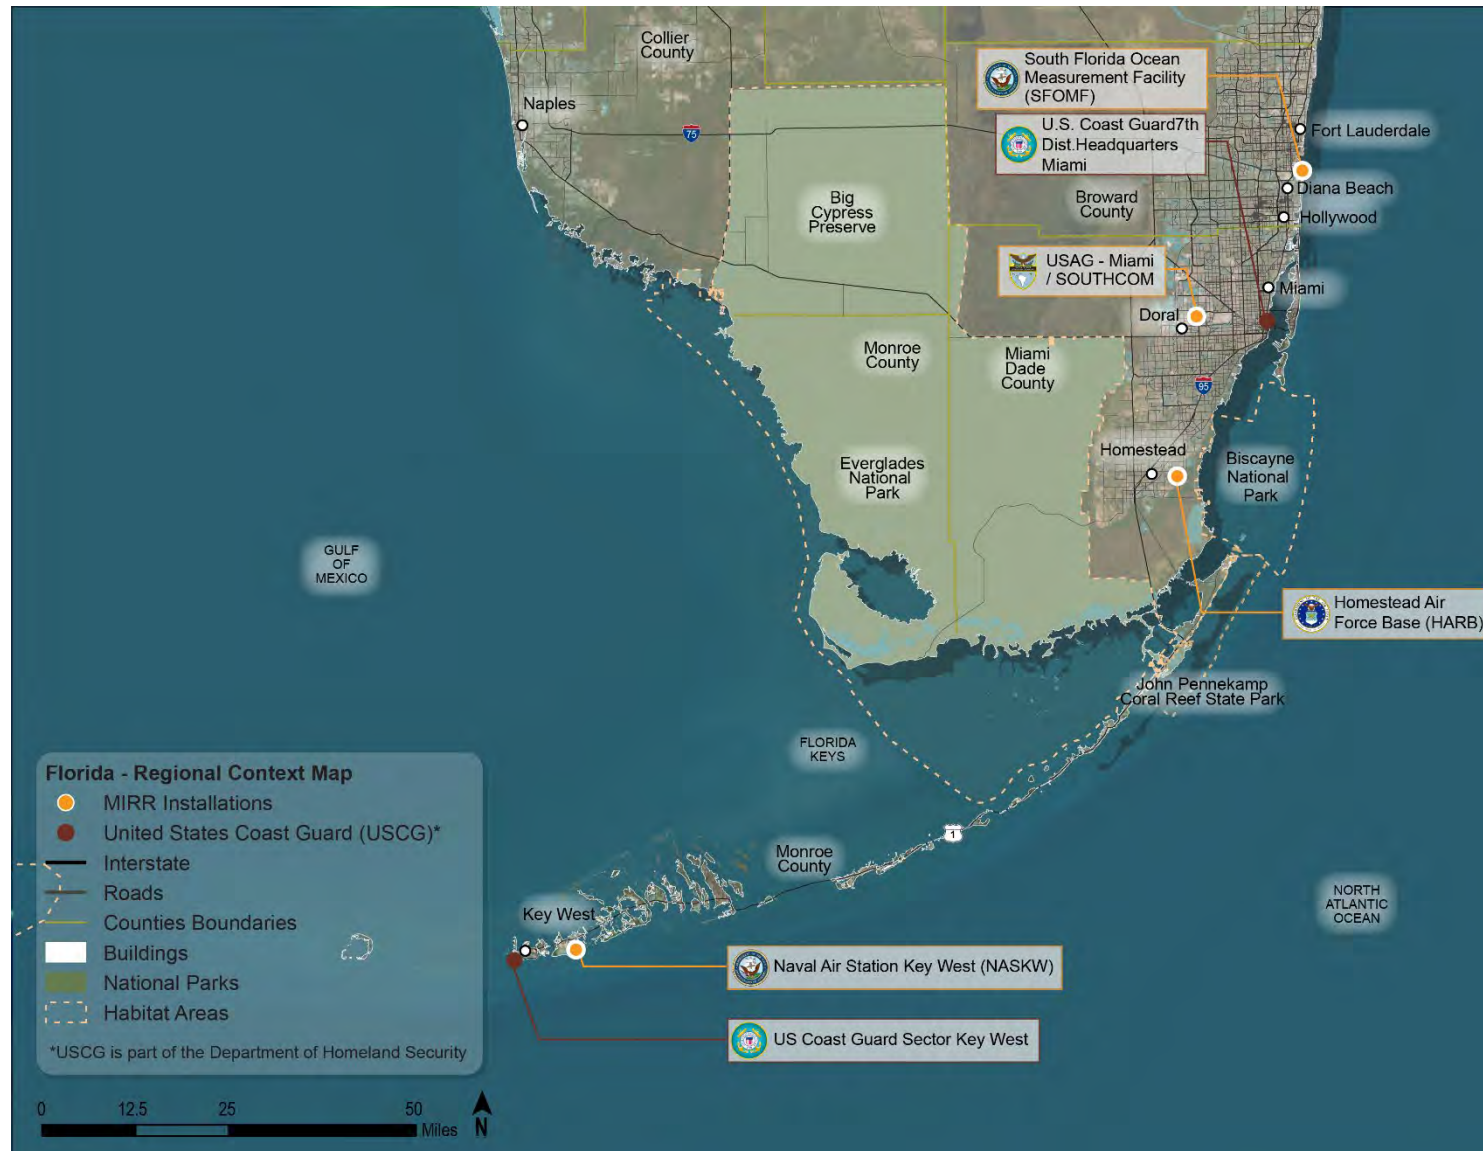 Collier
County
Naples
75
South Florida Ocean
Measurement Facility
(SFOMF)
U.S. Coast Guard7th
Dist.Headquarters
Miami
Fort Lauderdale
Diana Beach
Hollywood
Broward
County
Big
Cypress
Preserve
USAG - Miami
/ SOUTHCOM
Miami
Doral
Monroe
County
Miami
Dade
County
95
Homestead
Everglades
National
Park
Biscayne
National
Park
GULF
OF
MEXICO
Homestead Air
Force Base (HARB)
John Pennekamp
Coral Reef State Park
FLORIDA
KEYS
1
Monroe
County
NORTH
ATLANTIC
OCEAN
Key West
Naval Air Station Key West (NASKW)
US Coast Guard Sector Key West
Florida - Regional Context Map
MIRR Installations
United States Coast Guard (USCG)*
Interstate
Roads
Counties Boundaries
Buildings
National Parks
Habitat Areas
*USCG is part of the Department of Homeland Security
0 12.5 25 50
Miles
N